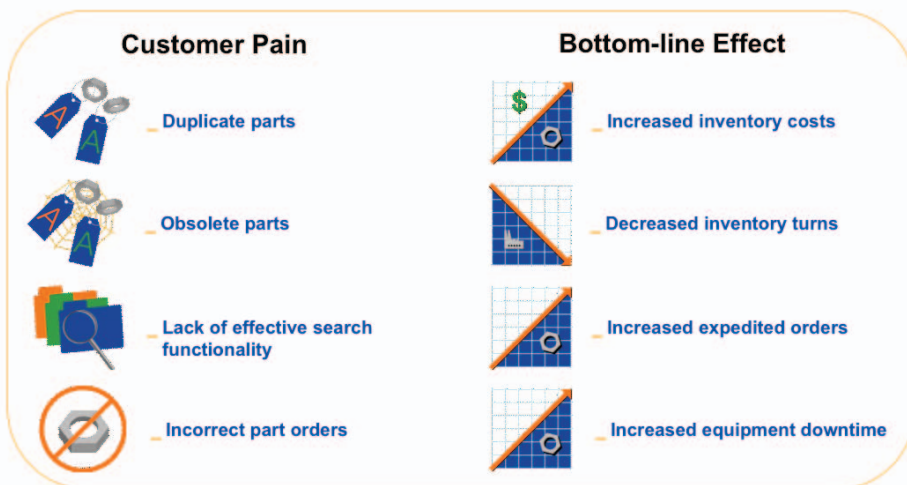 Customer Pain
Bottom-line Effect
A
A
Duplicate parts
$
Increased inventory costs
A
A
Obsolete parts
Decreased inventory turns
Lack of effective search
functionality
Increased expedited orders
Incorrect part orders
Increased equipment downtime